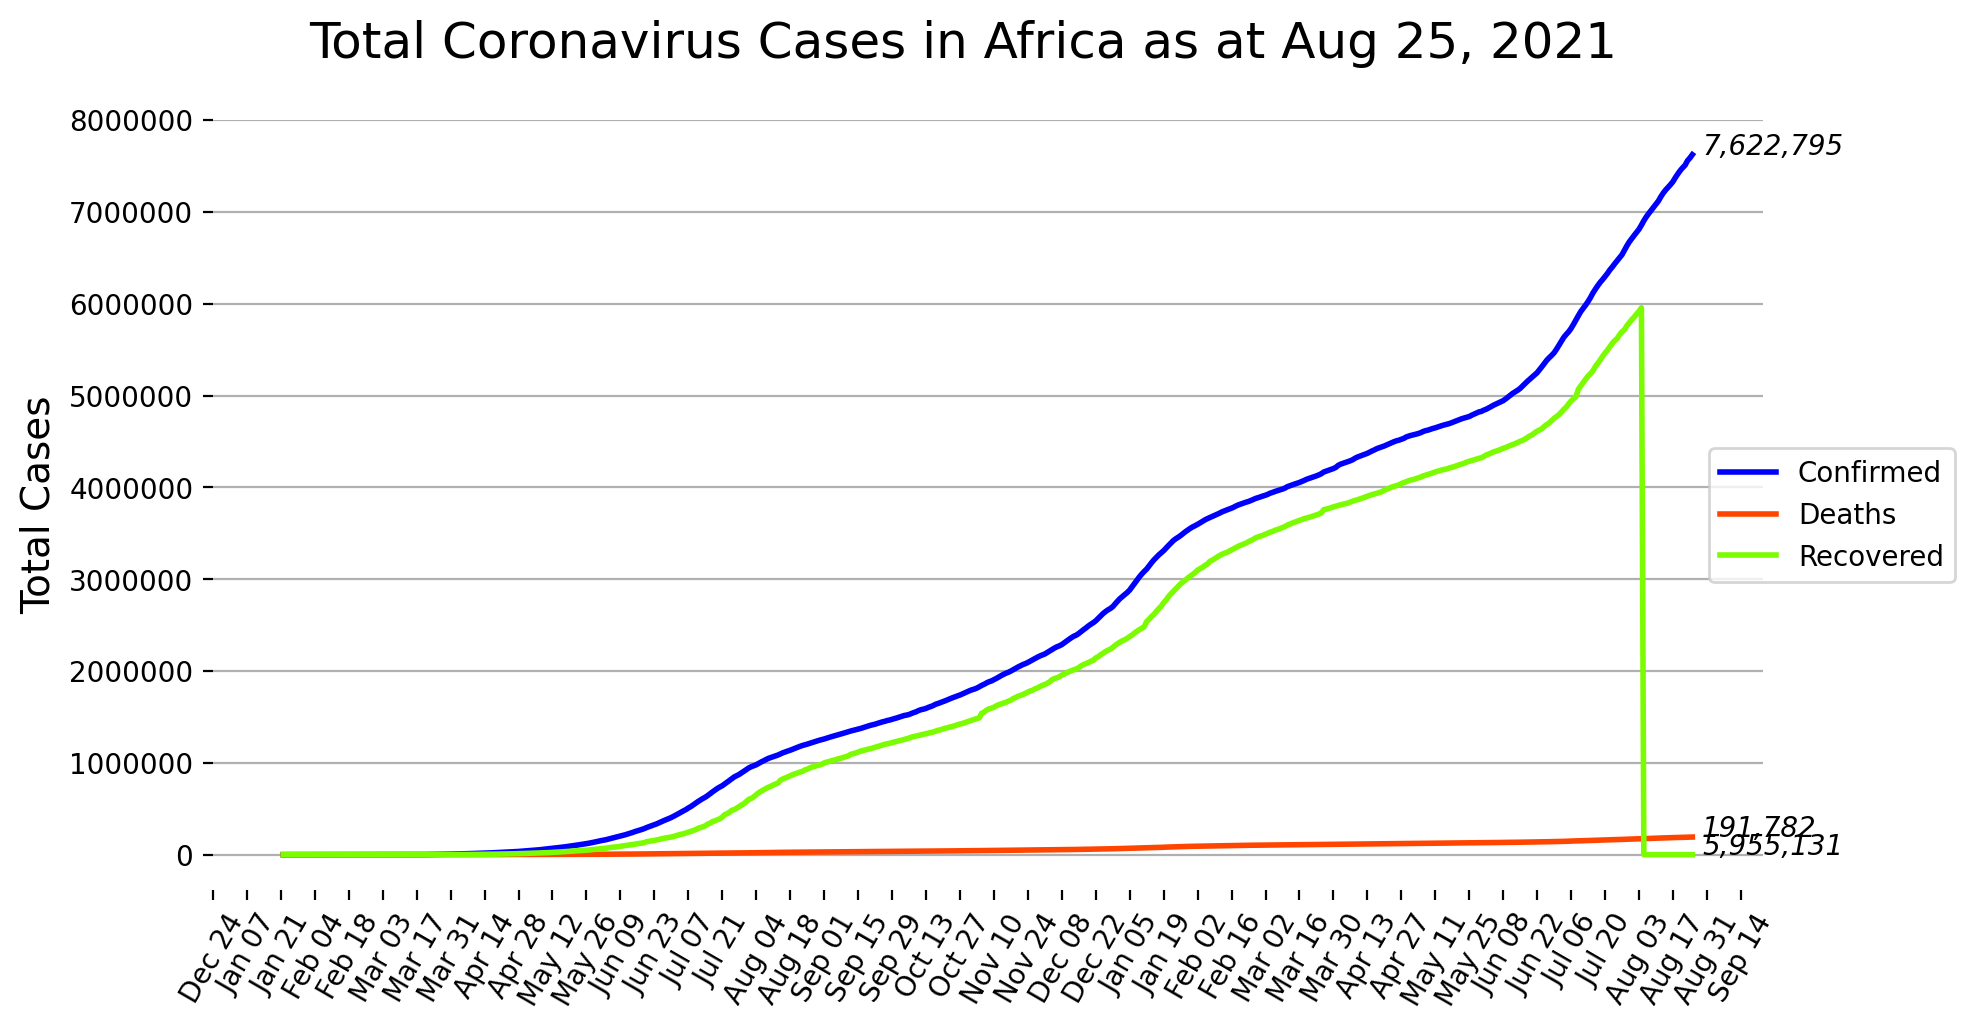 Total Coronavirus Cases in Africa as at Aug 25, 2021
8000000
7000000
6000000
5000000
4000000
3000000
2000000
1000000
0
Total Cases
7,622,795
191,782
5,955,131
Confirmed
Deaths
Recovered
Dec 24
Jan 07
Jan 21
Feb 04
Feb 18
Mar 03
Mar 17
Mar 31
Apr 14
Apr 28
May 12
May 26
Jun 09
Jun 23
Jul 07
Jul 21
Aug 04
Aug 18
Sep 01
Sep 15
Sep 29
Oct 13
Oct 27
Nov 10
Nov 24
Dec 08
Dec 22
Jan 05
Jan 19
Feb 02
Feb 16
Mar 02
Mar 16
Mar 30
Apr 13
Apr 27
May 11
May 25
Jun 08
Jun 22
Jul 06
Jul 20
Aug 03
Aug 17
Aug 31
Sep 14